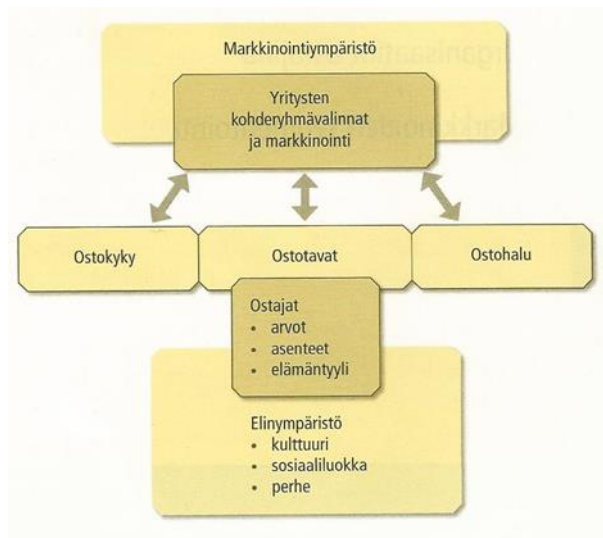 Markkinointiympäristö
Yritysten
kohderyhmävalinnat
ja markkinointi
Ostokyky
Ostotavat
Ostohalu
Ostajat
• arvot
• asenteet
• elämäntyyli
Elinympäristö
• kulttuuri
• sosiaaliluokka
• perhe